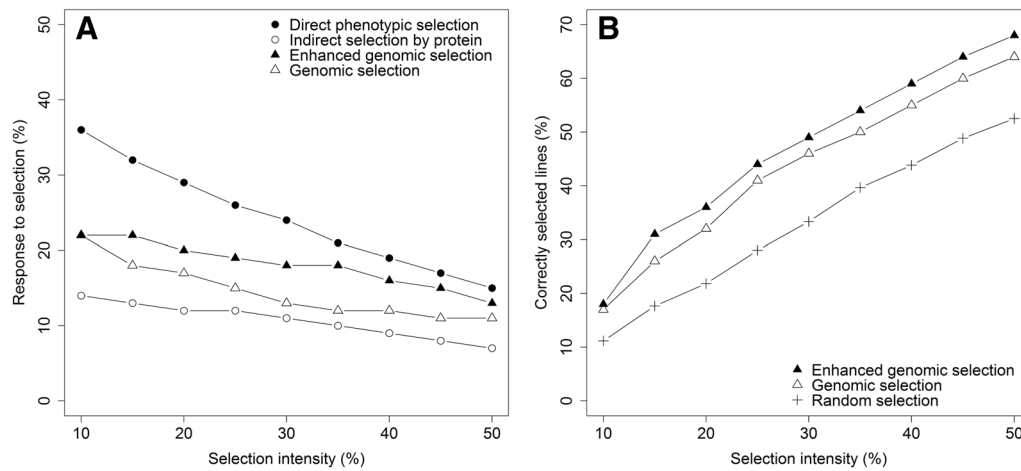 A
Direct phenotypic selection
Indirect selection by protein
Enhanced genomic selection
Genomic selection
Response to selection (%)
50
40
30
20
10
0
10 20 30 40 50
Selection intensity (%)
B
Correctly selected lines (%)
70
60
50
40
30
20
10
0
Enhanced genomic selection
Genomic selection
Random selection
10 20 30 40 50
Selection intensity (%)